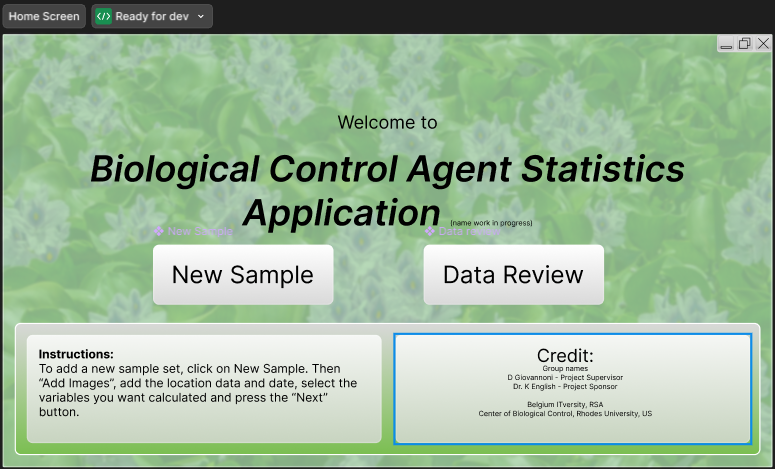 Home Screen
Ready for dev
Welcome to
Biological Control Agent Statistics
Application (name work in progress)
New Sample
Data review
New Sample
Data Review
Instructions:
To add a new sample set, click on New Sample. Then
“Add Images”, add the location data and date, select the
variables you want calculated and press the “Next”
button.
Credit:
Group names
D Giovannoni - Project Supervisor
Dr. K English - Project Sponsor
Belgium ITversity, RSA
Center of Biological Control, Rhodes University, US